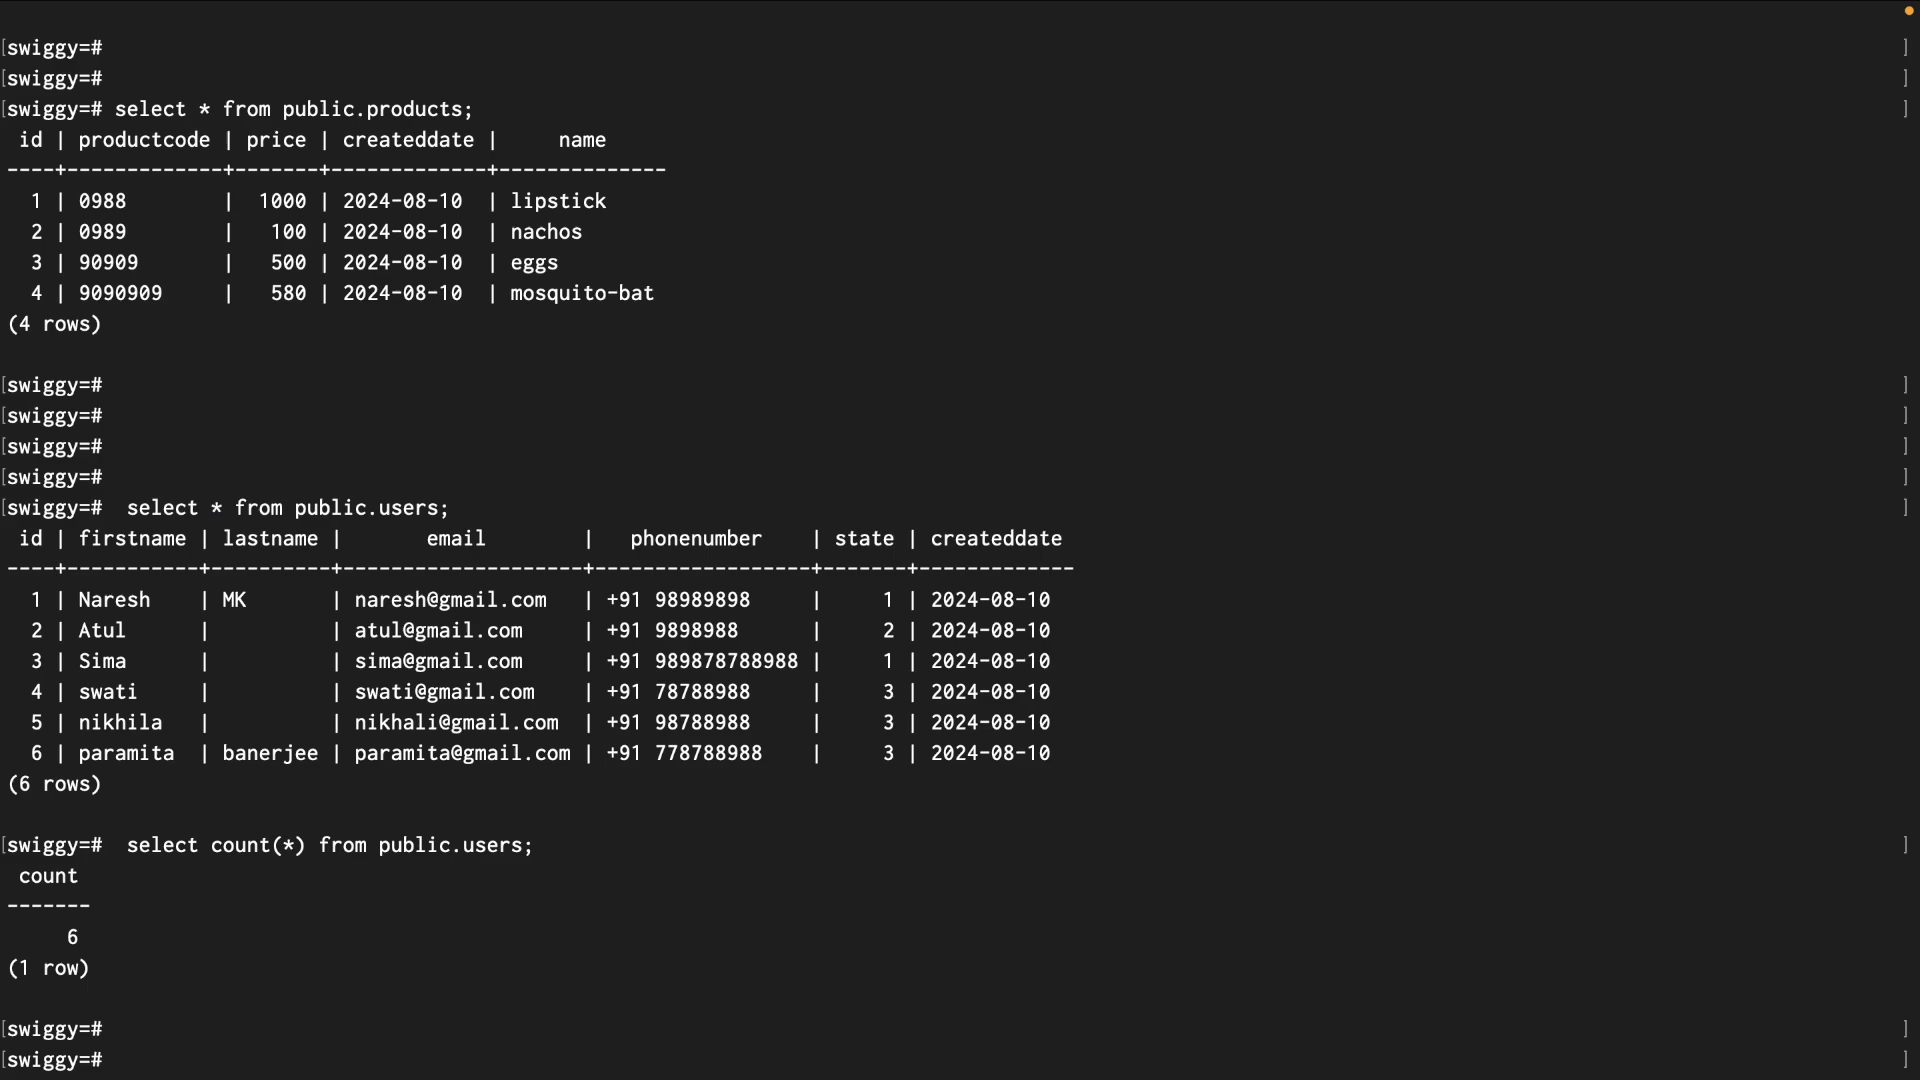 [swiggy=# ]
[swiggy=# ]
[swiggy=# select * from public.products; ]
 id | productcode | price | createddate |     name
----+-------------+-------+-------------+--------------
  1 | 0988        |  1000 | 2024-08-10  | lipstick
  2 | 0989        |   100 | 2024-08-10  | nachos
  3 | 90909       |   500 | 2024-08-10  | eggs
  4 | 9090909     |   580 | 2024-08-10  | mosquito-bat
(4 rows)
[swiggy=# ]
[swiggy=# ]
[swiggy=# ]
[swiggy=# ]
[swiggy=#  select * from public.users; ]
 id | firstname | lastname |       email        |   phonenumber    | state | createddate
----+-----------+----------+--------------------+------------------+-------+-------------
  1 | Naresh    | MK       | naresh@gmail.com   | +91 98989898     |     1 | 2024-08-10
  2 | Atul      |          | atul@gmail.com     | +91 9898988      |     2 | 2024-08-10
  3 | Sima      |          | sima@gmail.com     | +91 989878788988 |     1 | 2024-08-10
  4 | swati     |          | swati@gmail.com    | +91 78788988     |     3 | 2024-08-10
  5 | nikhila   |          | nikhali@gmail.com  | +91 98788988     |     3 | 2024-08-10
  6 | paramita  | banerjee | paramita@gmail.com | +91 778788988    |     3 | 2024-08-10
(6 rows)
[swiggy=#  select count(*) from public.users; ]
 count
-------
     6
(1 row)
[swiggy=# ]
[swiggy=# ]